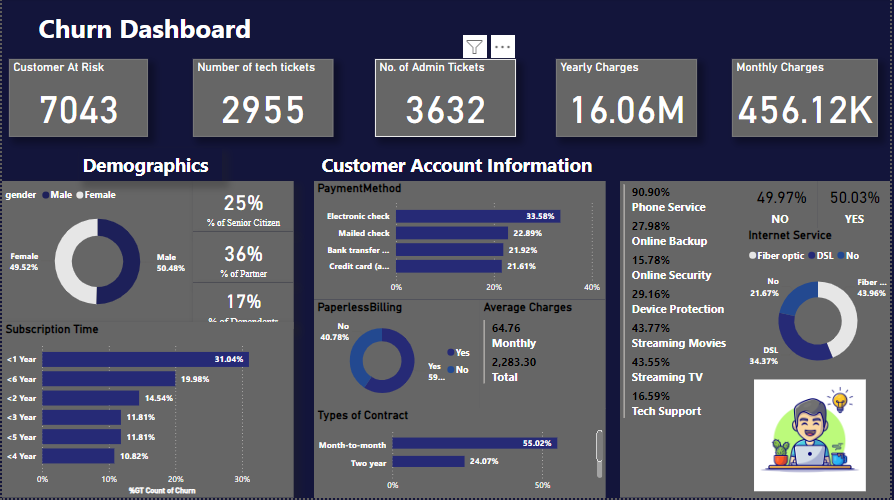 Churn Dashboard
Customer At Risk
7043
Number of tech tickets
2955
No. of Admin Tickets
3632
Yearly Charges
16.06M
Monthly Charges
456.12K
Demographics
gender Male Female
Female
49.52%
Male
50.48%
25%
% of Senior Citizen
36%
% of Partner
17%
% of Dependents
Subscription Time
<1 Year 31.04%
<6 Year 19.98%
<2 Year 14.54%
<3 Year 11.81%
<5 Year 11.81%
<4 Year 10.82%
0% 10% 20% 30%
%GT Count of Churn
Customer Account Information
PaymentMethod
Electronic check 33.58%
Mailed check 22.89%
Bank transfer ... 21.92%
Credit card (a... 21.61%
0% 20% 40%
PaperlessBilling
No
40.78%
Yes
59...
Yes
No
Average Charges
64.76
Monthly
2,283.30
Total
Types of Contract
Month-to-month 55.02%
Two year 24.07%
0% 50%
90.90%
Phone Service
27.98%
Online Backup
15.78%
Online Security
29.16%
Device Protection
43.77%
Streaming Movies
43.55%
Streaming TV
16.59%
Tech Support
49.97%
NO
50.03%
YES
Internet Service
Fiber optic DSL No
No
21.67%
Fiber ...
43.96%
DSL
34.37%